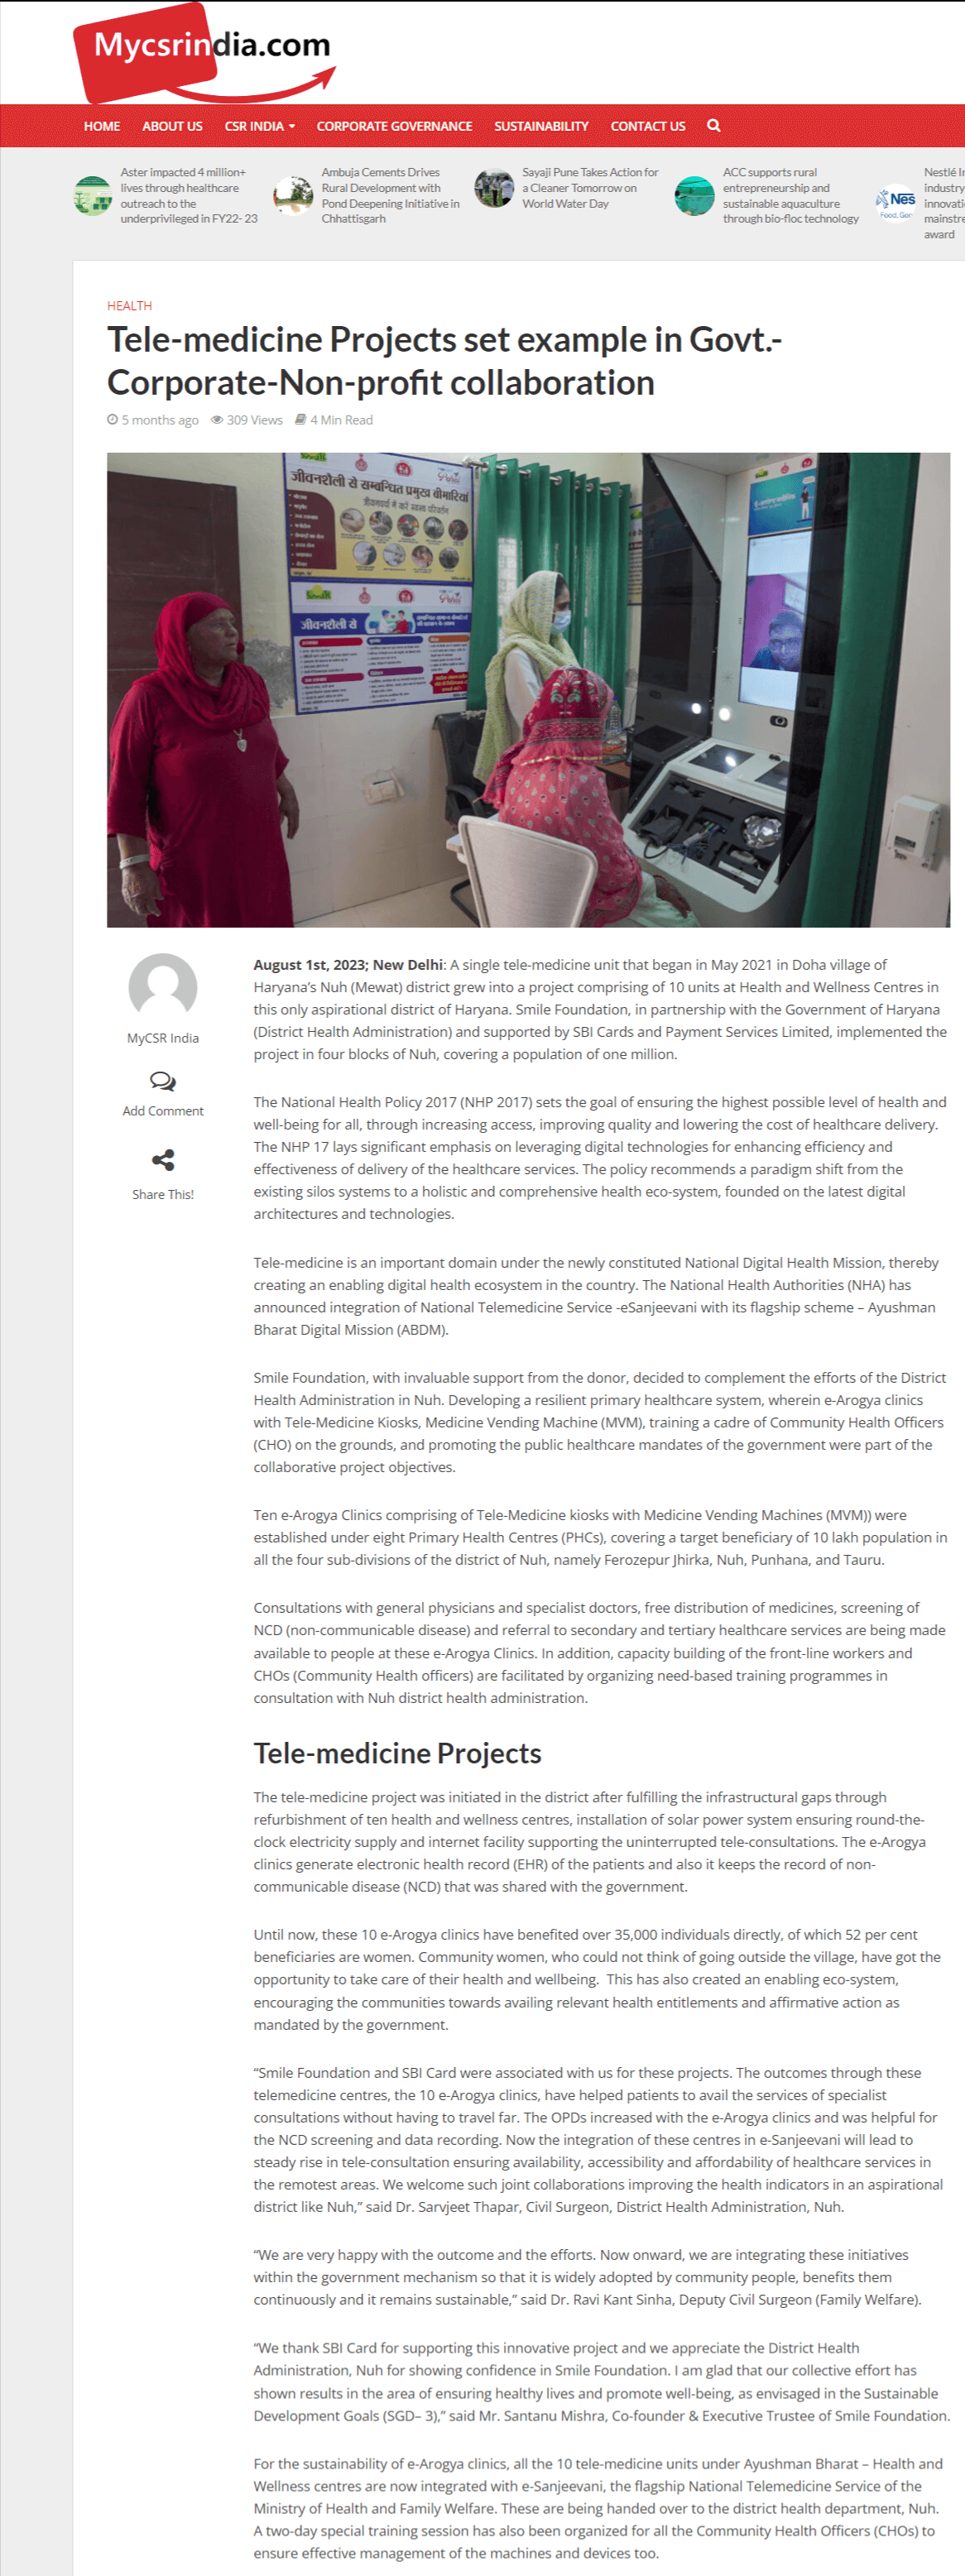 Mycsrindia.com
HOME ABOUT US CSR INDIA CORPORATE GOVERNANCE SUSTAINABILITY CONTACT US
Aster impacted 4 million+
lives through healthcare
outreach to the
underprivileged in FY22- 23
Ambuja Cements Drives
Rural Development with
Pond Deepening Initiative in
Chhattisgarh
Sayaji Pune Takes Action for
a Cleaner Tomorrow on
World Water Day
ACC supports rural
entrepreneurship and
sustainable aquaculture
through bio-floc technology
Nes
Nestlé
industry
award
HEALTH
Tele-medicine Projects set example in Govt.-
Corporate-Non-profit collaboration
5 months ago 309 Views 4 Min Read
जीवनशैली से सम्बन्धित प्रमुख बीमारियां
जीवनशैली से
MyCSR India
Add Comment
Share This!
August 1st, 2023; New Delhi: A single tele-medicine unit that began in May 2021 in Doha village of
Haryana’s Nuh (Mewat) district grew into a project comprising of 10 units at Health and Wellness Centres in
this only aspirational district of Haryana. Smile Foundation, in partnership with the Government of Haryana
(District Health Administration) and supported by SBI Cards and Payment Services Limited, implemented the
project in four blocks of Nuh, covering a population of one million.
The National Health Policy 2017 (NHP 2017) sets the goal of ensuring the highest possible level of health and
well-being for all, through increasing access, improving quality and lowering the cost of healthcare delivery.
The NHP 17 lays significant emphasis on leveraging digital technologies for enhancing efficiency and
effectiveness of delivery of the healthcare services. The policy recommends a paradigm shift from the
existing silos systems to a holistic and comprehensive health eco-system, founded on the latest digital
architectures and technologies.
Tele-medicine is an important domain under the newly constituted National Digital Health Mission, thereby
creating an enabling digital health ecosystem in the country. The National Health Authorities (NHA) has
announced integration of National Telemedicine Service -eSanjeevani with its flagship scheme – Ayushman
Bharat Digital Mission (ABDM).
Smile Foundation, with invaluable support from the donor, decided to complement the efforts of the District
Health Administration in Nuh. Developing a resilient primary healthcare system, wherein e-Arogya clinics
with Tele-Medicine Kiosks, Medicine Vending Machine (MVM), training a cadre of Community Health Officers
(CHO) on the grounds, and promoting the public healthcare mandates of the government were part of the
collaborative project objectives.
Ten e-Arogya Clinics comprising of Tele-Medicine kiosks with Medicine Vending Machines (MVM)) were
established under eight Primary Health Centres (PHCs), covering a target beneficiary of 10 lakh population in
all the four sub-divisions of the district of Nuh, namely Ferozepur Jhirka, Nuh, Punhana, and Tauru.
Consultations with general physicians and specialist doctors, free distribution of medicines, screening of
NCD (non-communicable disease) and referral to secondary and tertiary healthcare services are being made
available to people at these e-Arogya Clinics. In addition, capacity building of the front-line workers and
CHOs (Community Health officers) are facilitated by organizing need-based training programmes in
consultation with Nuh district health administration.
Tele-medicine Projects
The tele-medicine project was initiated in the district after fulfilling the infrastructural gaps through
refurbishment of ten health and wellness centres, installation of solar power system ensuring round-the-
clock electricity supply and internet facility supporting the uninterrupted tele-consultations. The e-Arogya
clinics generate electronic health record (EHR) of the patients and also it keeps the record of non-
communicable disease (NCD) that was shared with the government.
Until now, these 10 e-Arogya clinics have benefited over 35,000 individuals directly, of which 52 per cent
beneficiaries are women. Community women, who could not think of going outside the village, have got the
opportunity to take care of their health and wellbeing.  This has also created an enabling eco-system,
encouraging the communities towards availing relevant health entitlements and affirmative action as
mandated by the government.
“Smile Foundation and SBI Card were associated with us for these projects. The outcomes through these
telemedicine centres, the 10 e-Arogya clinics, have helped patients to avail the services of specialist
consultations without having to travel far. The OPDs increased with the e-Arogya clinics and was helpful for
the NCD screening and data recording. Now the integration of these centres in e-Sanjeevani will lead to
steady rise in tele-consultation ensuring availability, accessibility and affordability of healthcare services in
the remotest areas. We welcome such joint collaborations improving the health indicators in an aspirational
district like Nuh,” said Dr. Sarvjeet Thapar, Civil Surgeon, District Health Administration, Nuh.
“We are very happy with the outcome and the efforts. Now onward, we are integrating these initiatives
within the government mechanism so that it is widely adopted by community people, benefits them
continuously and it remains sustainable,” said Dr. Ravi Kant Sinha, Deputy Civil Surgeon (Family Welfare).
“We thank SBI Card for supporting this innovative project and we appreciate the District Health
Administration, Nuh for showing confidence in Smile Foundation. I am glad that our collective effort has
shown results in the area of ensuring healthy lives and promote well-being, as envisaged in the Sustainable
Development Goals (SGD– 3),” said Mr. Santanu Mishra, Co-founder & Executive Trustee of Smile Foundation.
For the sustainability of e-Arogya clinics, all the 10 tele-medicine units under Ayushman Bharat – Health and
Wellness centres are now integrated with e-Sanjeevani, the flagship National Telemedicine Service of the
Ministry of Health and Family Welfare. These are being handed over to the district health department, Nuh.
A two-day special training session has also been organized for all the Community Health Officers (CHOs) to
ensure effective management of the machines and devices too.